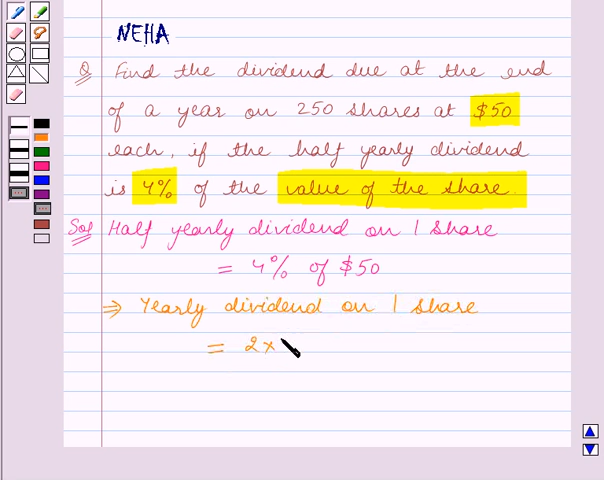 NEHA
Q Find the dividend due at the end
of a year on 250 shares at $50
each, if the half yearly dividend
is 4% of the value of the share.
Sol Half yearly dividend on 1 share
= 4% of $50
⇒ Yearly dividend on 1 share
= 2×